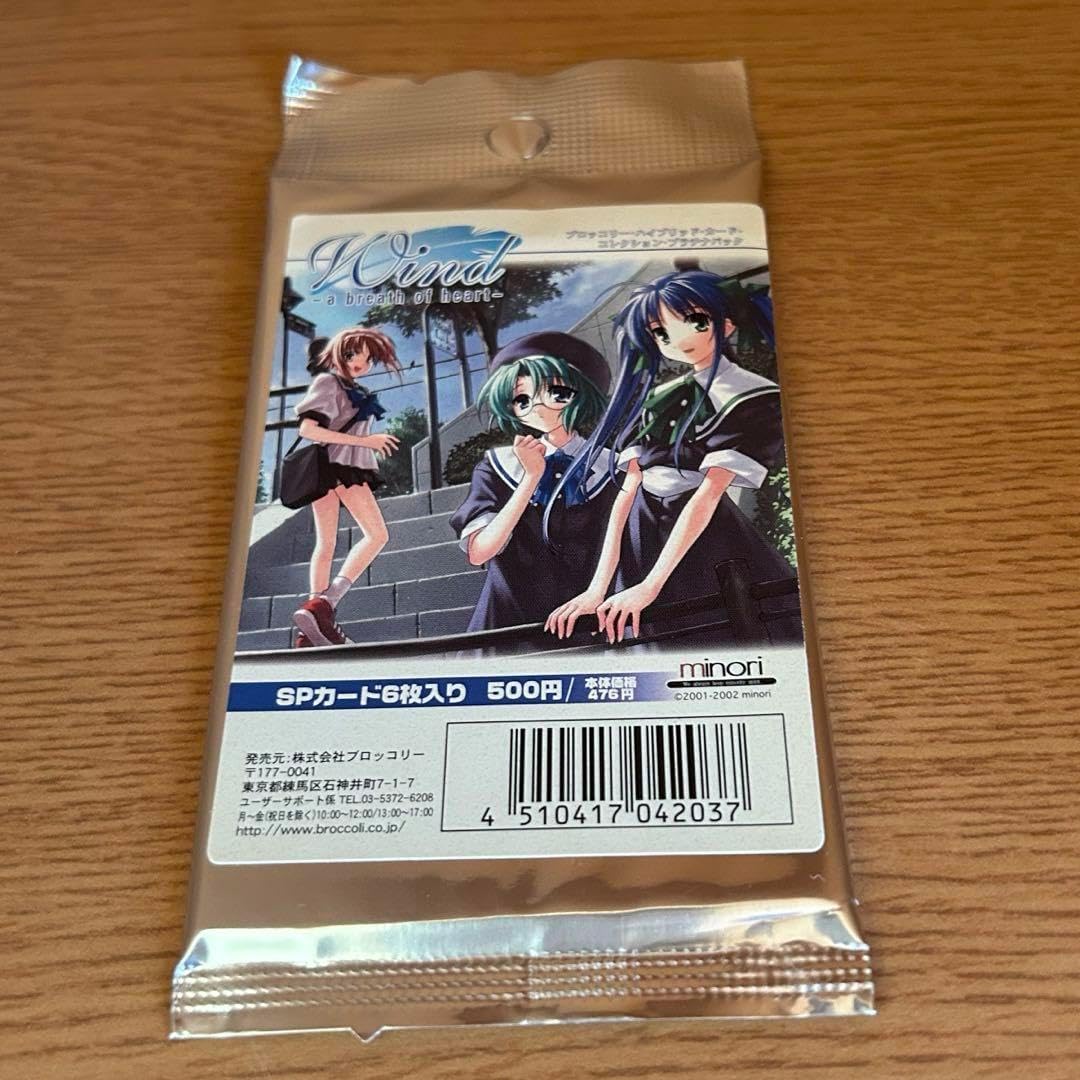 Wind
-a breath of heart-
ブロッコリー・ハイブリッド・カード・
コレクション・プラチナパック
minori
©2001-2002 minori
SPカード6枚入り 500円/ 本体価格
476円
発売元:株式会社ブロッコリー
〒177-0041
東京都練馬区石神井町7-1-7
ユーザーサポート係 TEL.03-5372-6208
月〜金(祝日を除く)10:00〜12:00/13:00〜17:00
http://www.broccoli.co.jp/
4 510417 042037